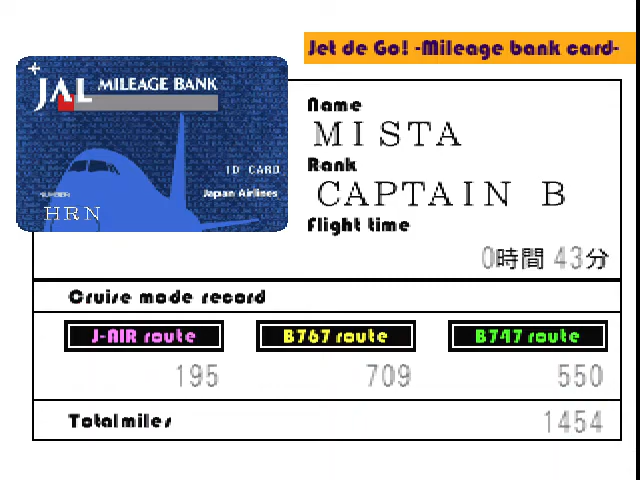 Jet de Go! -Mileage bank card-
JAL MILEAGE BANK
ID CARD
Japan Airlines
NUMBER
HRN
Name
MISTA
Rank
CAPTAIN B
Flight time
0時間 43分
Cruise mode record
J-AIR route B767 route B747 route
195 709 550
Total miles 1454